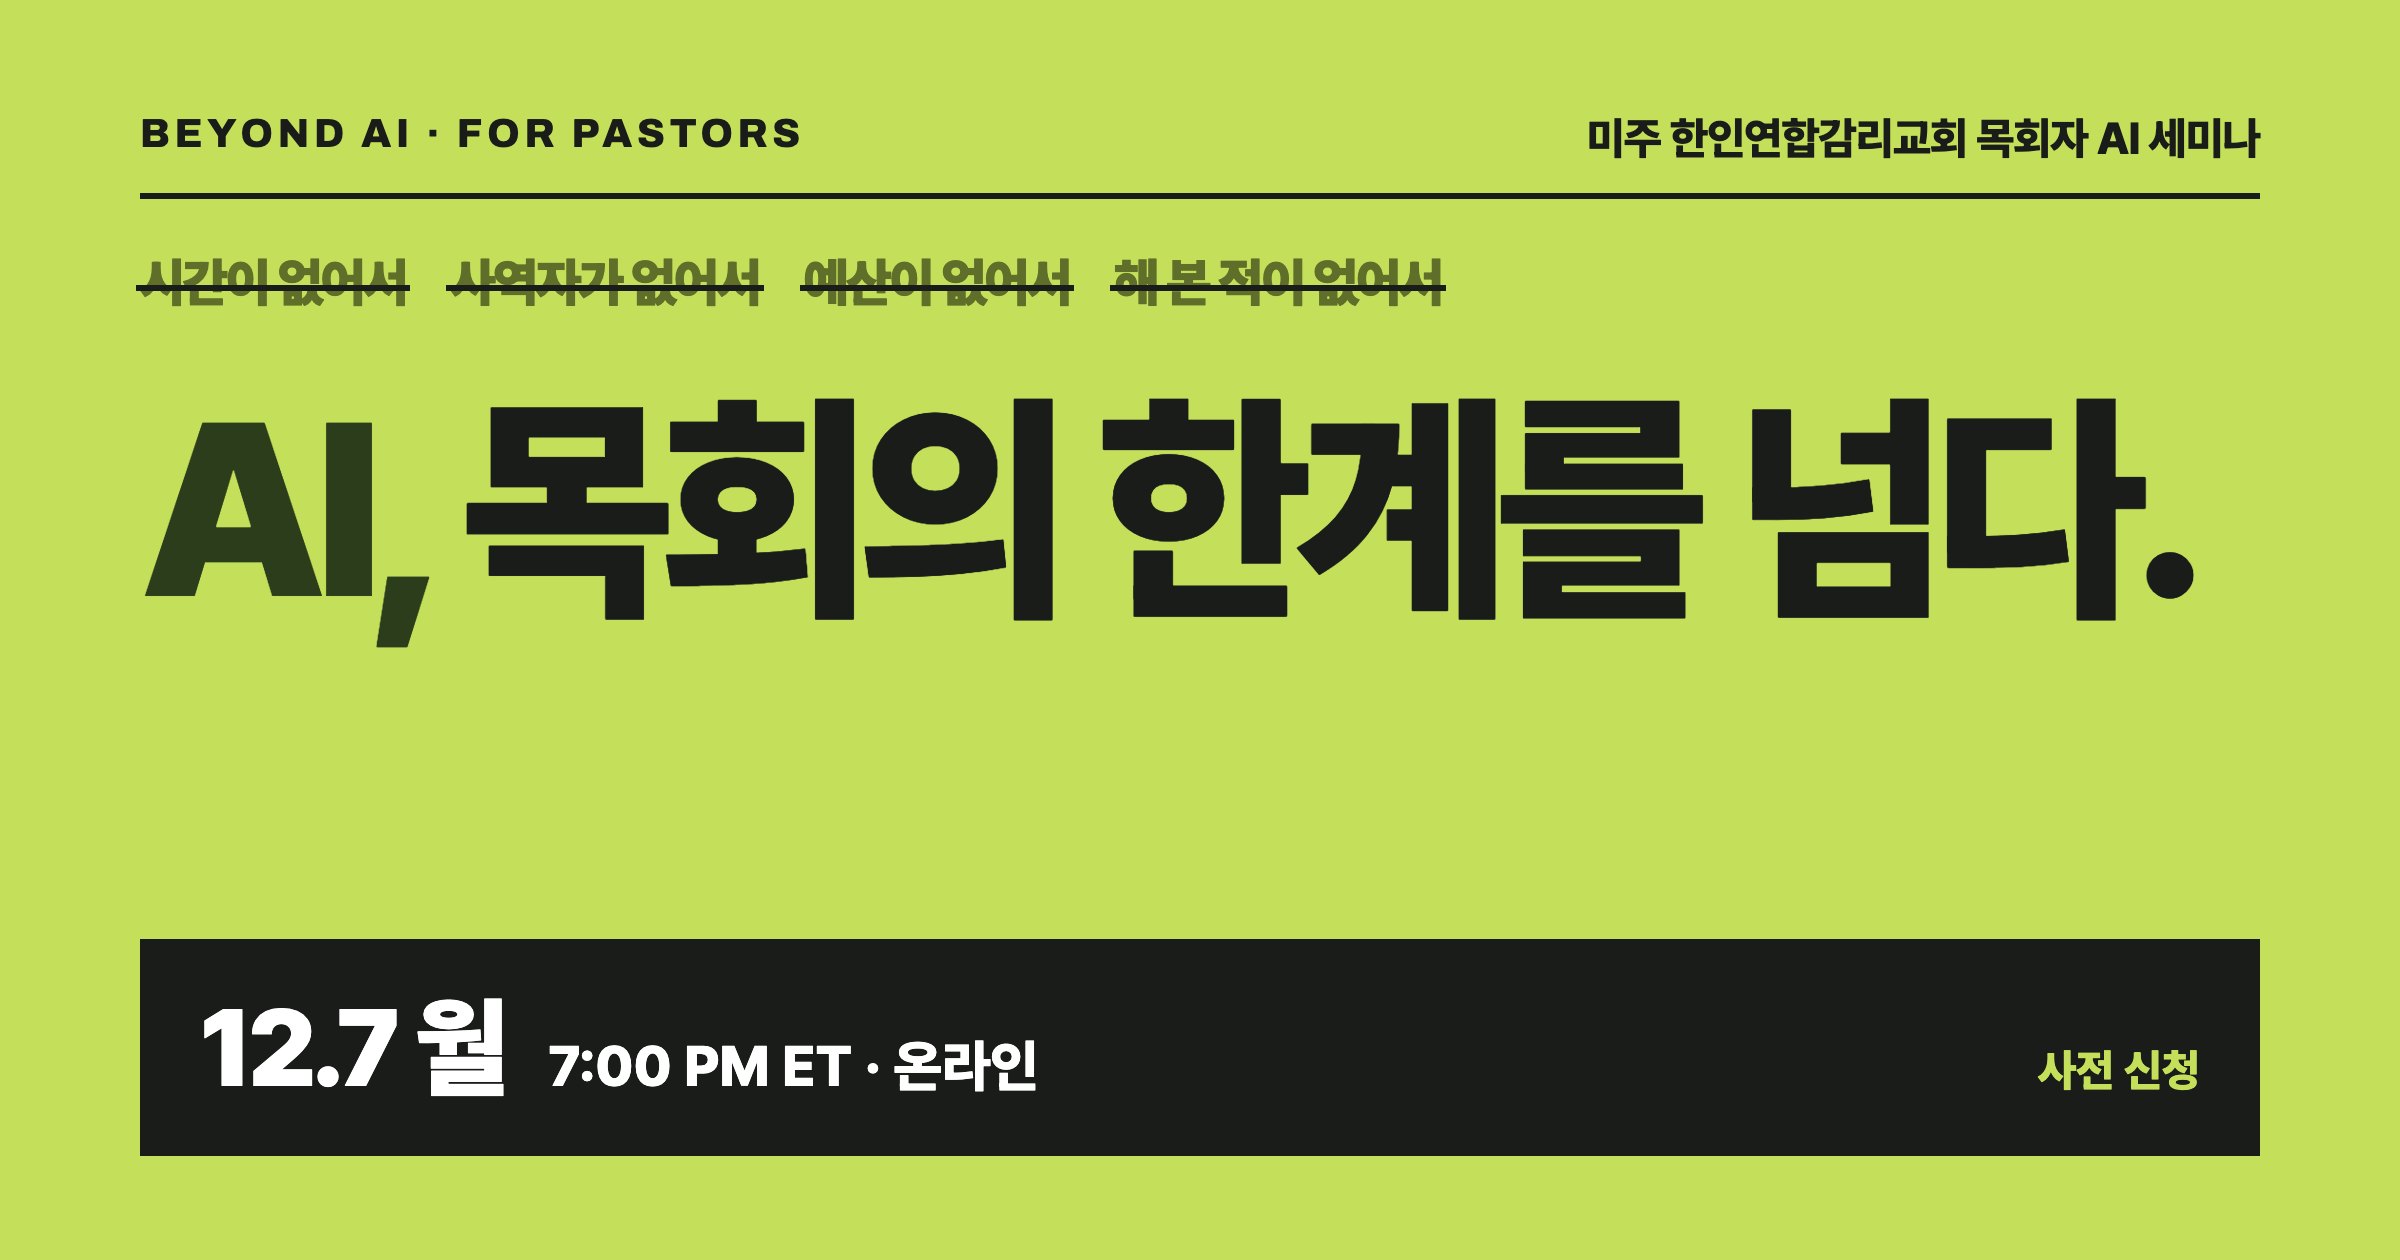 BEYOND AI · FOR PASTORS
미주 한인연합감리교회 목회자 AI 세미나
시간이 없어서 사역자가 없어서 예산이 없어서 해 본 적이 없어서
AI, 목회의 한계를 넘다.
12.7 월 7:00 PM ET · 온라인
사전 신청